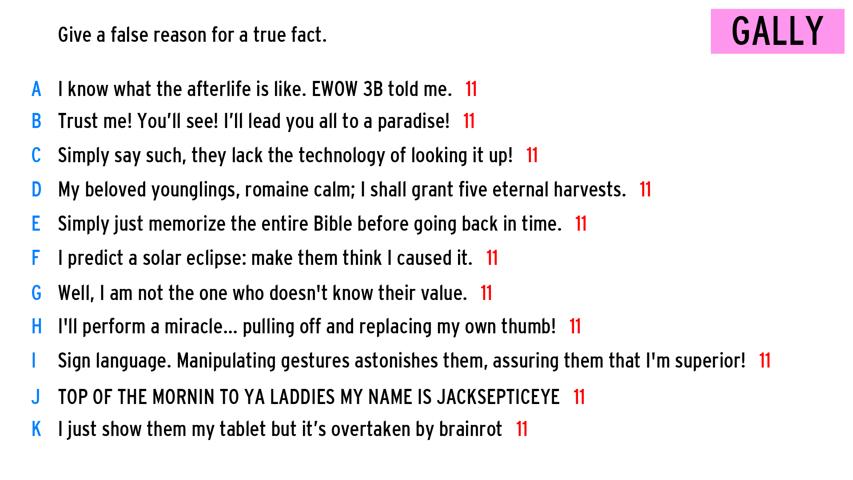 Give a false reason for a true fact.
GALLY
A I know what the afterlife is like. EWOW 3B told me. 11
B Trust me! You’ll see! I’ll lead you all to a paradise! 11
C Simply say such, they lack the technology of looking it up! 11
D My beloved younglings, romaine calm; I shall grant five eternal harvests. 11
E Simply just memorize the entire Bible before going back in time. 11
F I predict a solar eclipse: make them think I caused it. 11
G Well, I am not the one who doesn't know their value. 11
H I'll perform a miracle... pulling off and replacing my own thumb! 11
I Sign language. Manipulating gestures astonishes them, assuring them that I'm superior! 11
J TOP OF THE MORNIN TO YA LADDIES MY NAME IS JACKSEPTICEYE 11
K I just show them my tablet but it’s overtaken by brainrot 11